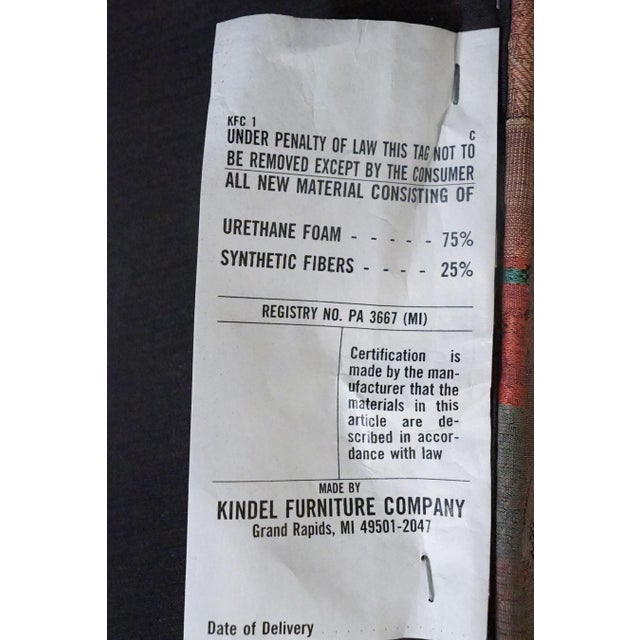 KFC 1
C
UNDER PENALTY OF LAW THIS TAG NOT TO
BE REMOVED EXCEPT BY THE CONSUMER
ALL NEW MATERIAL CONSISTING OF
URETHANE FOAM - - - - - 75%
SYNTHETIC FIBERS - - - - 25%
REGISTRY NO. PA 3667 (MI)
Certification is
made by the man-
ufacturer that the
materials in this
article are de-
scribed in accor-
dance with law
MADE BY
KINDEL FURNITURE COMPANY
Grand Rapids, MI 49501-2047
Date of Delivery